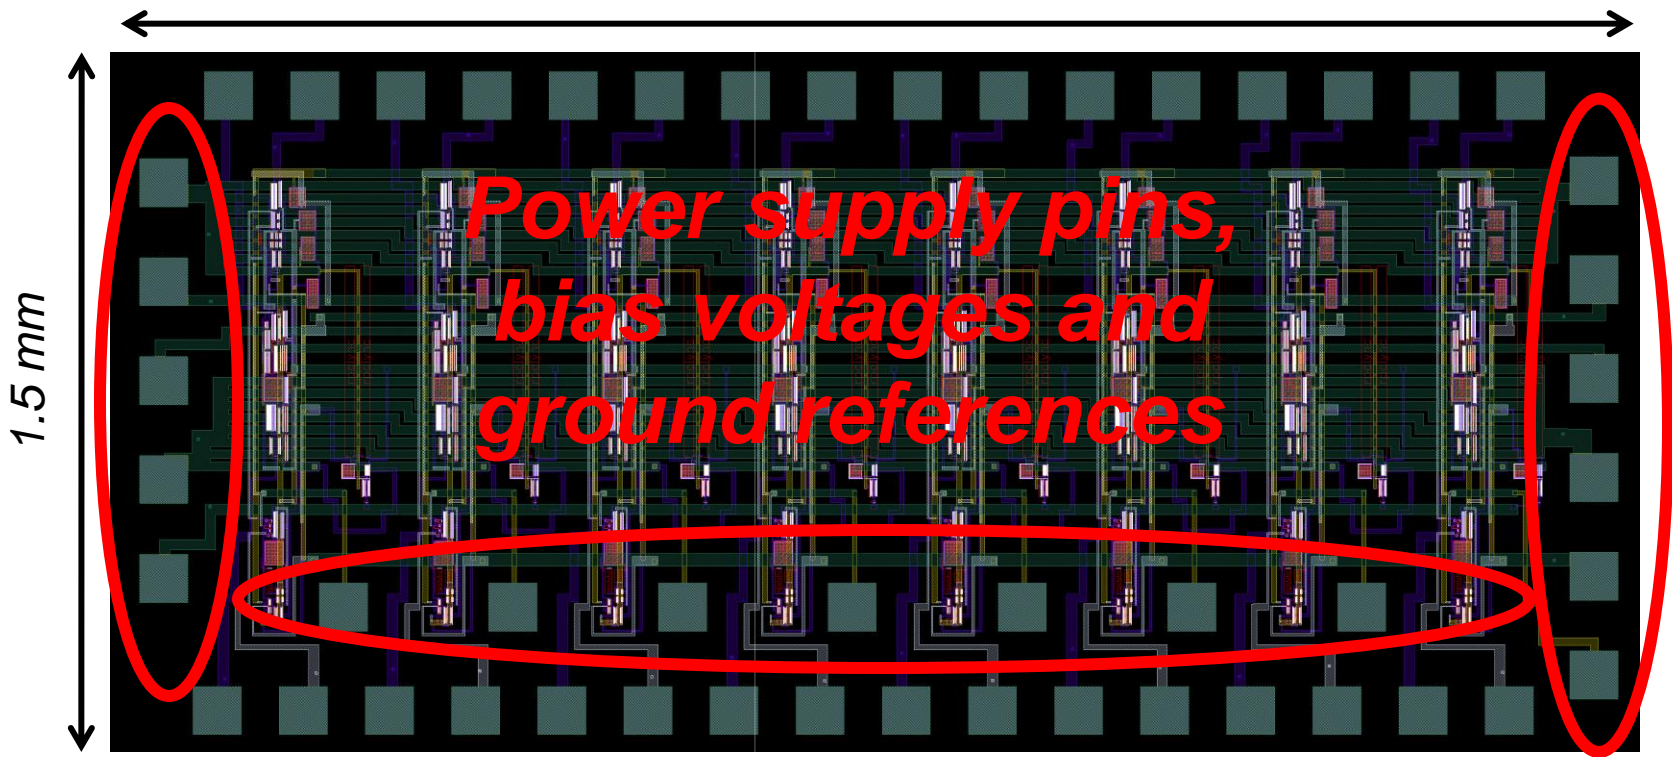 Power supply pins,
bias voltages and
ground references
1.5 mm